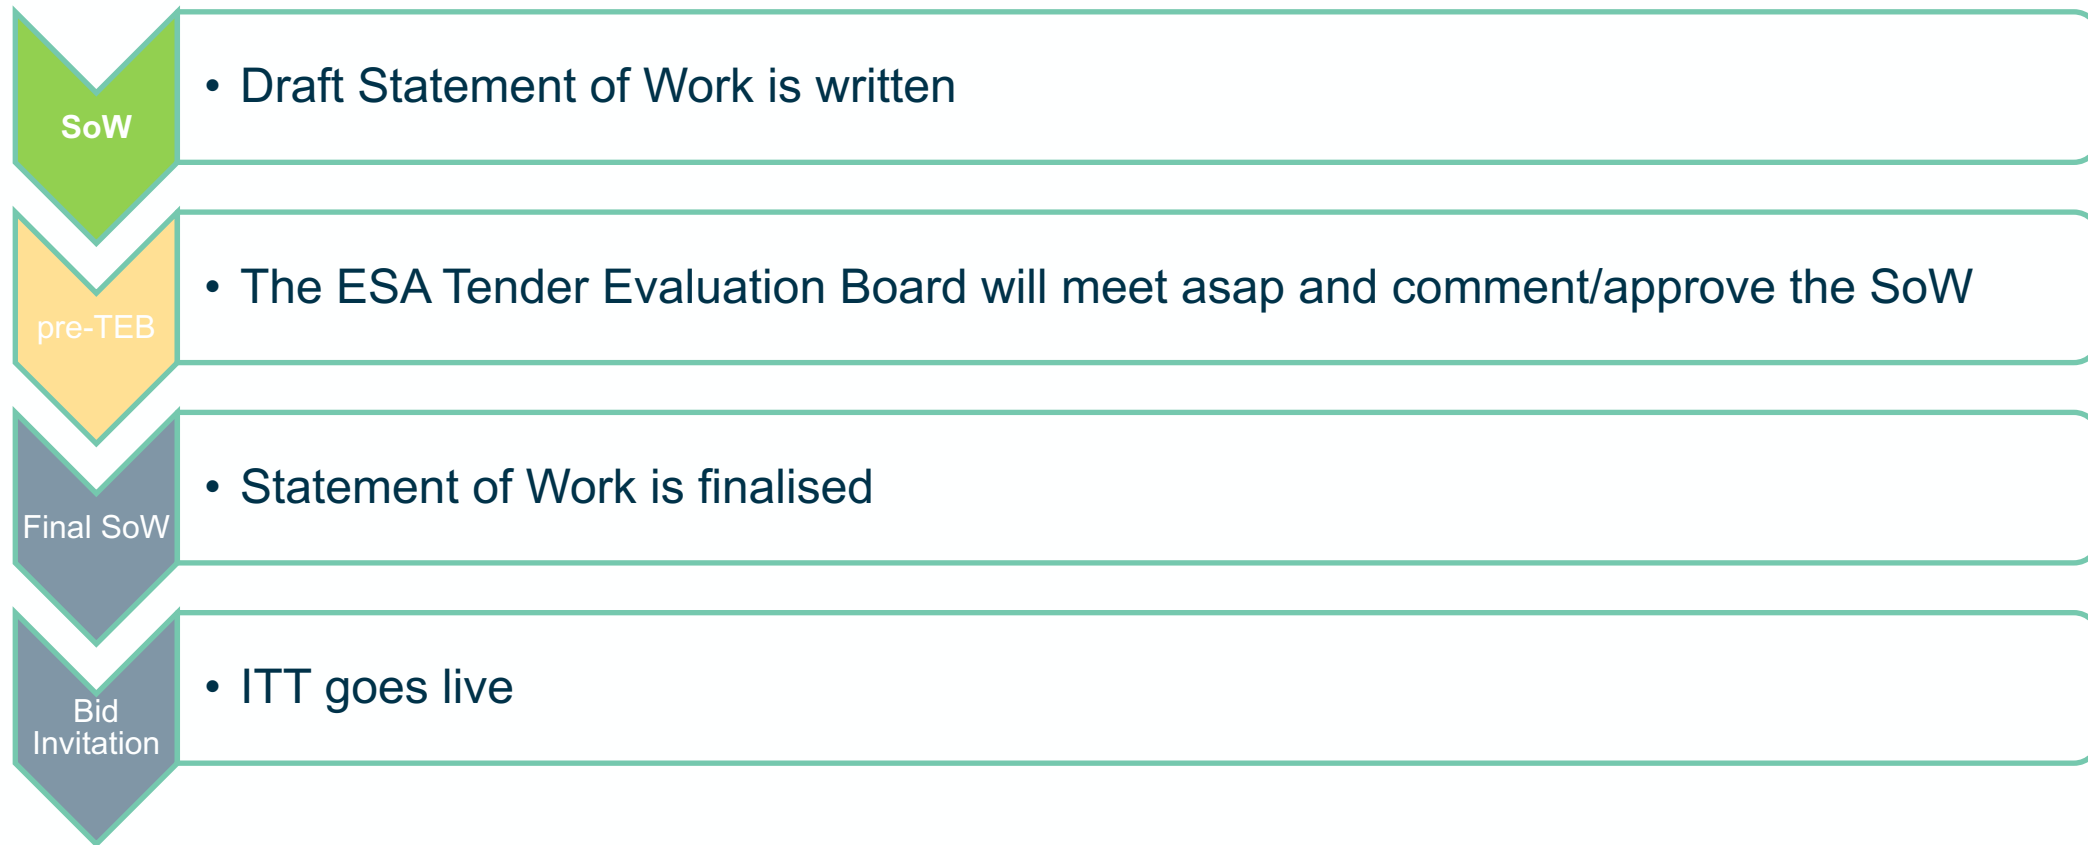 SoW
• Draft Statement of Work is written
pre-TEB
• The ESA Tender Evaluation Board will meet asap and comment/approve the SoW
Final SoW
• Statement of Work is finalised
Bid
Invitation
• ITT goes live